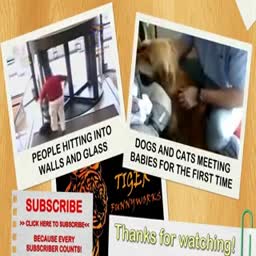 PEOPLE HITTING INTO
WALLS AND GLASS
DOGS AND CATS MEETING
BABIES FOR THE FIRST TIME
SUBSCRIBE
>> CLICK HERE TO SUBSCRIBE<<
BECAUSE EVERY
SUBSCRIBER COUNTS!
TIGER
FUNNYWORKS
Thanks for watching!